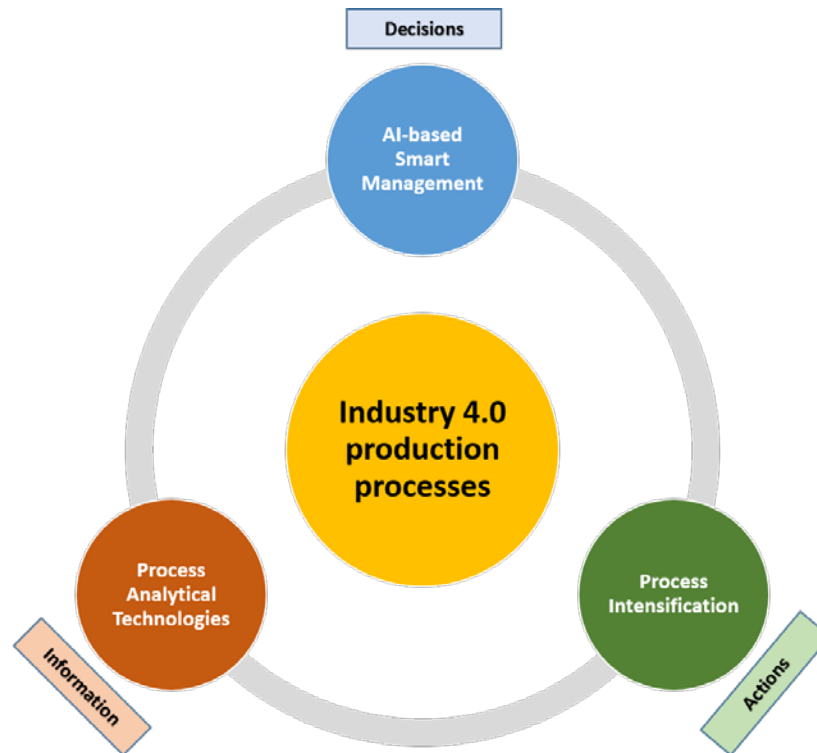 Decisions
AI-based
Smart
Management
Industry 4.0
production
processes
Process
Analytical
Technologies
Process
Intensification
Information
Actions